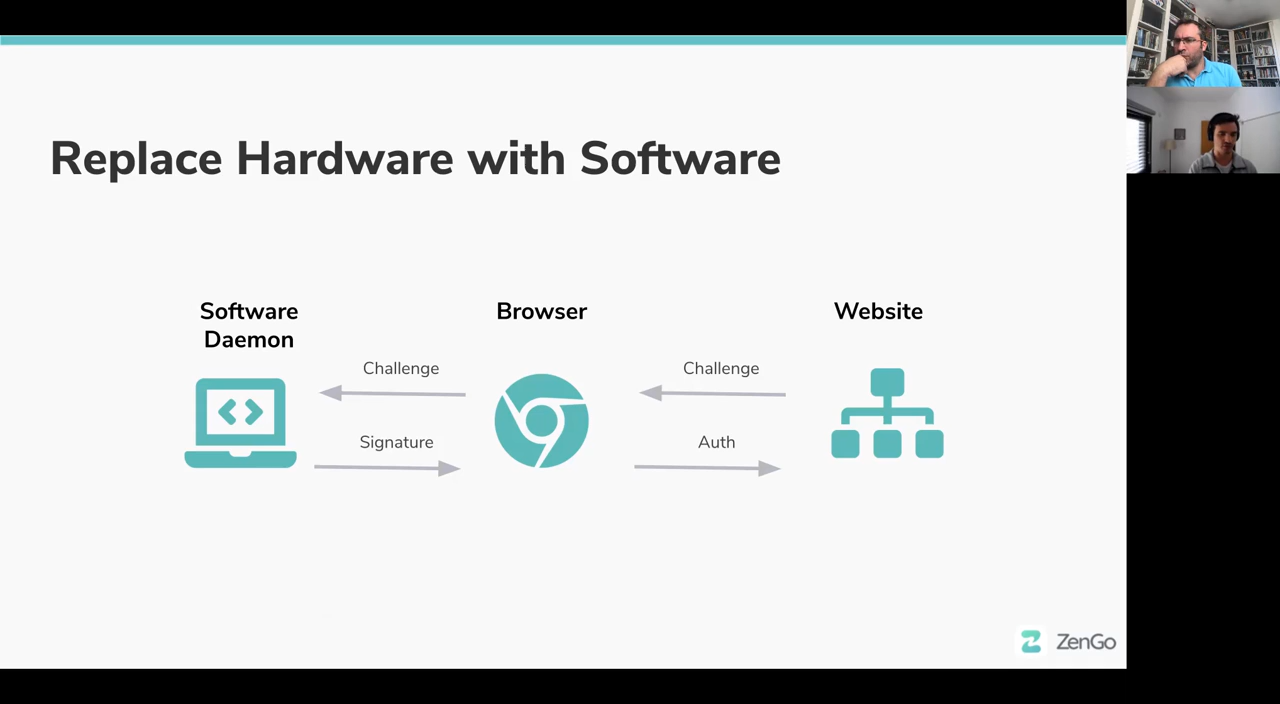 Replace Hardware with Software
Software
Daemon
Browser
Website
Challenge
Challenge
Signature
Auth
ZenGo